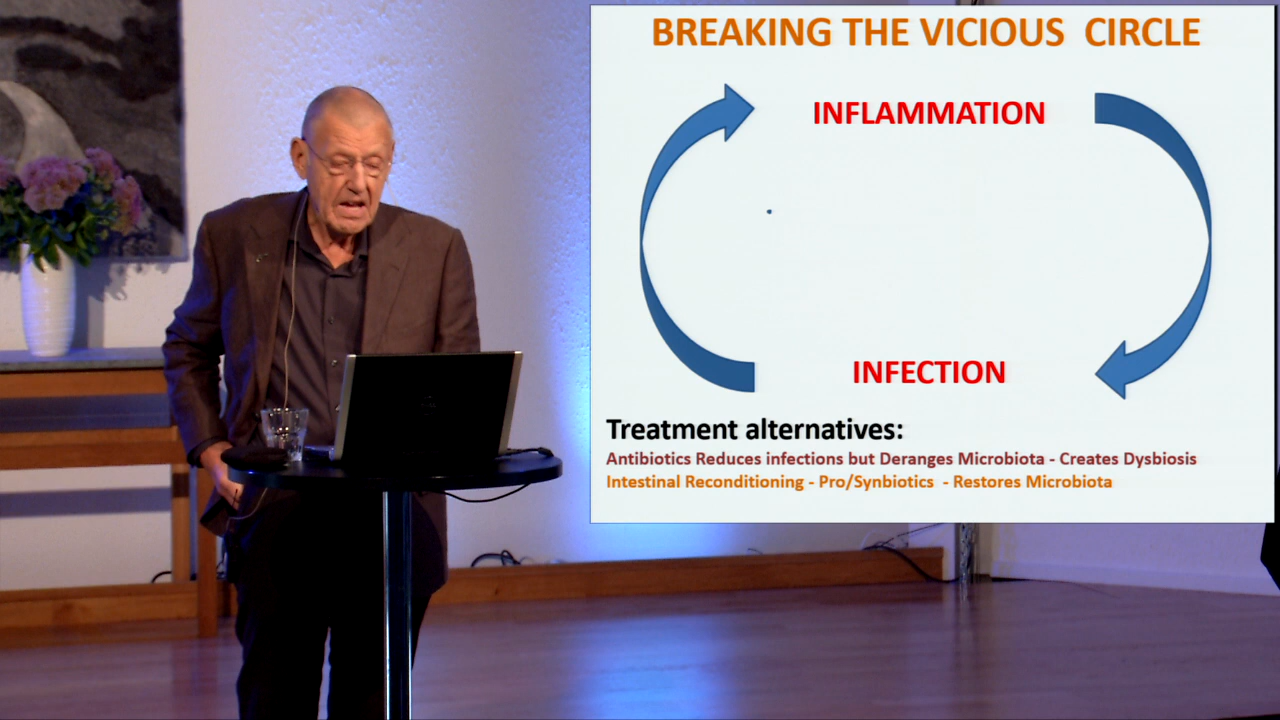 BREAKING THE VICIOUS CIRCLE
INFLAMMATION
INFECTION
Treatment alternatives:
Antibiotics Reduces infections but Deranges Microbiota - Creates Dysbiosis
Intestinal Reconditioning - Pro/Synbiotics - Restores Microbiota